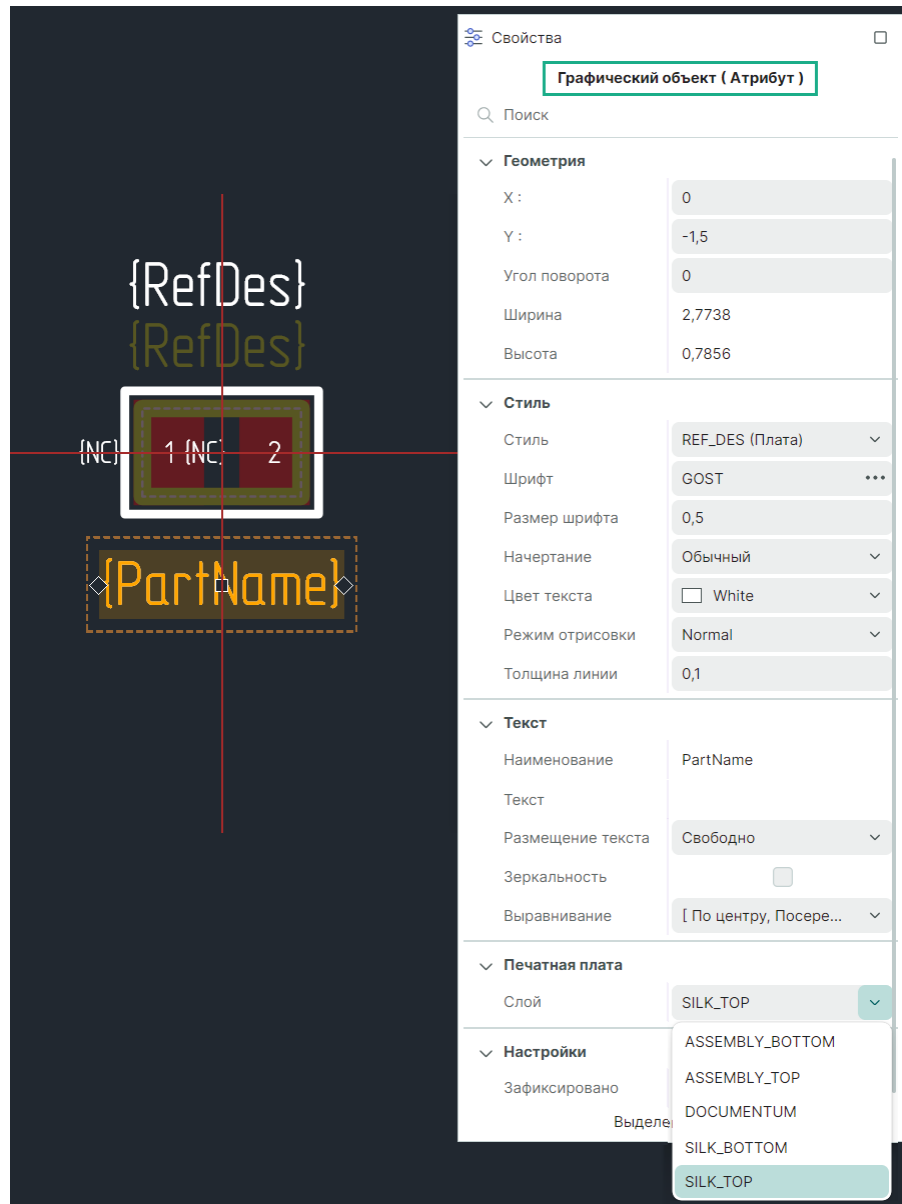 Свойства
Графический объект ( Атрибут )
Поиск
Геометрия
X : 0
Y : -1,5
Угол поворота 0
Ширина 2,7738
Высота 0,7856
Стиль
Стиль REF_DES (Плата)
Шрифт GOST •••
Размер шрифта 0,5
Начертание Обычный
Цвет текста White
Режим отрисовки Normal
Толщина линии 0,1
Текст
Наименование PartName
Текст
Размещение текста Свободно
Зеркальность
Выравнивание [ По центру, Посере...
Печатная плата
Слой SILK_TOP
ASSEMBLY_BOTTOM
ASSEMBLY_TOP
DOCUMENTUM
SILK_BOTTOM
SILK_TOP
Настройки
Зафиксировано
Выделе
{RefDes}
{RefDes}
{NC} 1 {NC} 2
{PartName}